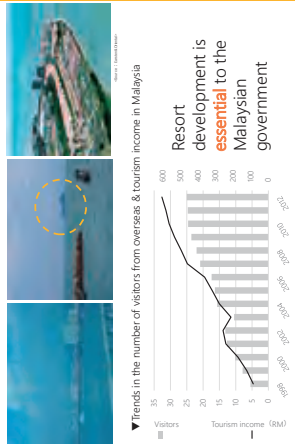 ▼Trends in the number of visitors from overseas & tourism income in Malaysia
Visitors
Tourism income (RM)
35
30
25
20
15
10
5
0
600
500
400
300
200
100
0
1998
2000
2002
2004
2006
2008
2010
2012
Resort
development is
essential to the
Malaysian
government